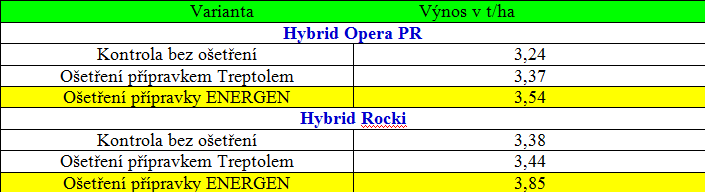 Varianta Výnos v t/ha
Hybrid Opera PR
Kontrola bez ošetření 3,24
Ošetření přípravkem Treptolem 3,37
Ošetření přípravky ENERGEN 3,54
Hybrid Rocki
Kontrola bez ošetření 3,38
Ošetření přípravkem Treptolem 3,44
Ošetření přípravky ENERGEN 3,85